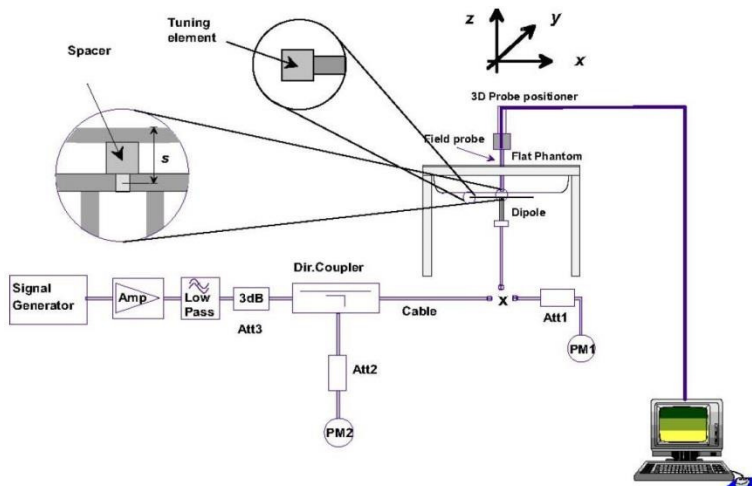 Tuning
element
Spacer
s
z
y
x
3D Probe positioner
Field probe
Flat Phantom
Dipole
Signal
Generator
Amp
Low
Pass
3dB
Att3
Dir.Coupler
Cable
x
Att1
PM1
Att2
PM2